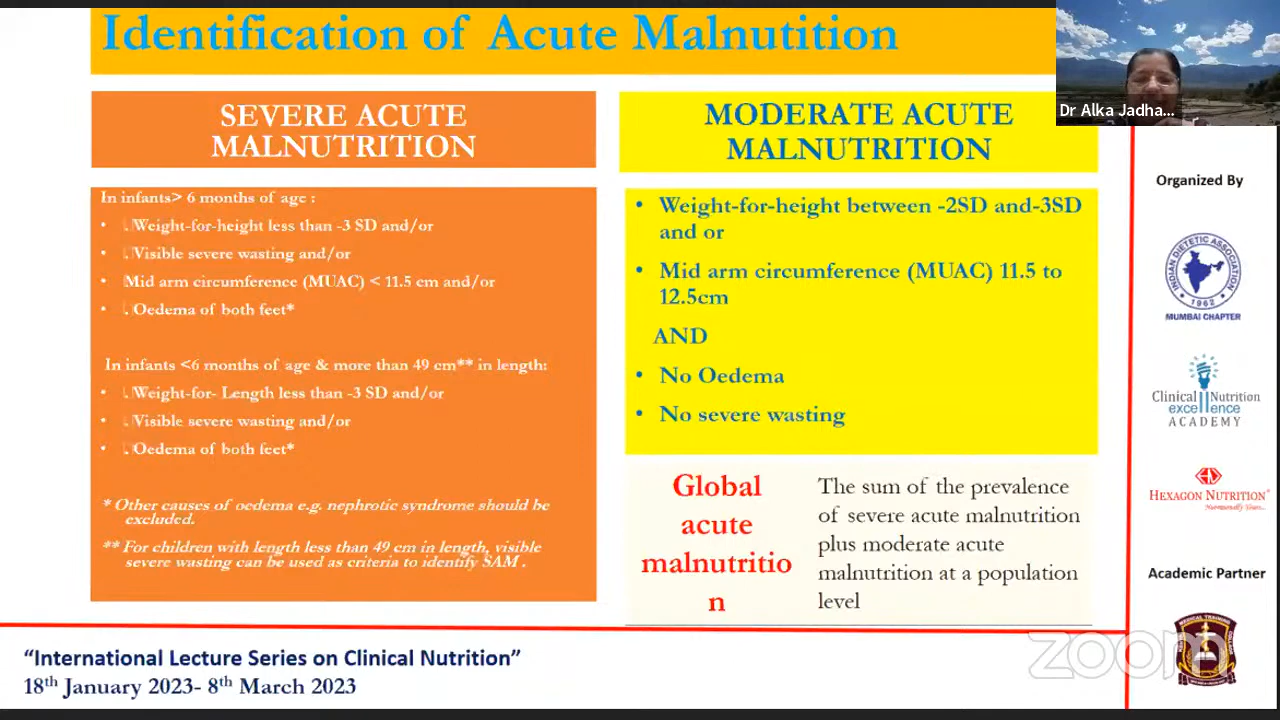 Identification of Acute Malnutition
SEVERE ACUTE
MALNUTRITION
In infants> 6 months of age :
• Weight-for-height less than -3 SD and/or
• Visible severe wasting and/or
• Mid arm circumference (MUAC) < 11.5 cm and/or
• Oedema of both feet*
In infants <6 months of age & more than 49 cm** in length:
• Weight-for- Length less than -3 SD and/or
• Visible severe wasting and/or
• Oedema of both feet*
* Other causes of oedema e.g. nephrotic syndrome should be
excluded.
** For children with length less than 49 cm in length, visible
severe wasting can be used as criteria to identify SAM .
MODERATE ACUTE
MALNUTRITION
• Weight-for-height between -2SD and-3SD
and or
• Mid arm circumference (MUAC) 11.5 to
12.5cm
AND
• No Oedema
• No severe wasting
Global
acute
malnutritio
n
The sum of the prevalence
of severe acute malnutrition
plus moderate acute
malnutrition at a population
level
Dr Alka Jadha...
Organized By
INDIAN DIETETIC ASSOCIATION
1962
MUMBAI CHAPTER
Clinical Nutrition
excellence
ACADEMY
HEXAGON NUTRITION
Nutritionally Yours...
Academic Partner
MEDICAL TRAINING
zoom
“International Lecture Series on Clinical Nutrition”
18th January 2023- 8th March 2023